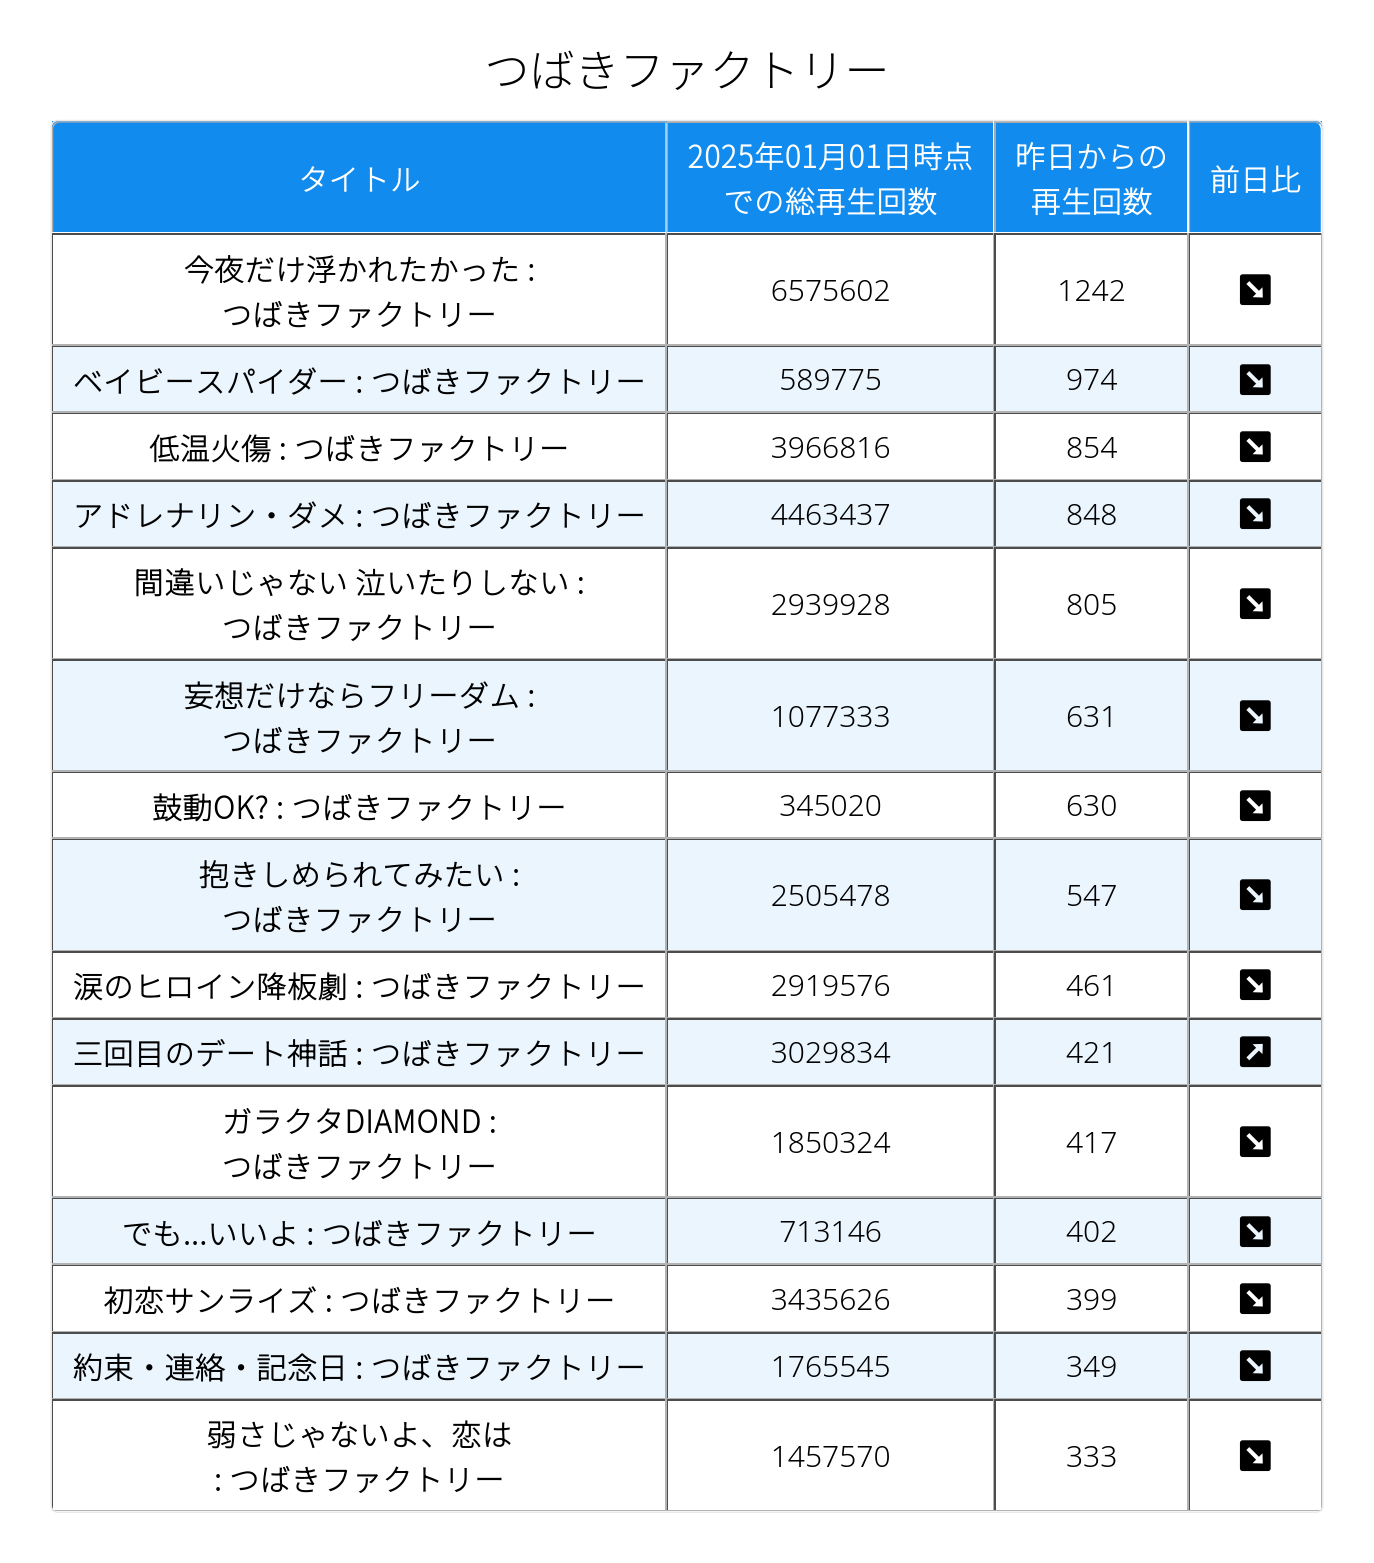 つばきファクトリー
タイトル
2025年01月01日時点
での総再生回数
昨日からの
再生回数
前日比
今夜だけ浮かれたかった :
つばきファクトリー
6575602
1242
ベイビースパイダー : つばきファクトリー
589775
974
低温火傷 : つばきファクトリー
3966816
854
アドレナリン・ダメ : つばきファクトリー
4463437
848
間違いじゃない 泣いたりしない :
つばきファクトリー
2939928
805
妄想だけならフリーダム :
つばきファクトリー
1077333
631
鼓動OK? : つばきファクトリー
345020
630
抱きしめられてみたい :
つばきファクトリー
2505478
547
涙のヒロイン降板劇 : つばきファクトリー
2919576
461
三回目のデート神話 : つばきファクトリー
3029834
421
ガラクタDIAMOND :
つばきファクトリー
1850324
417
でも...いいよ : つばきファクトリー
713146
402
初恋サンライズ : つばきファクトリー
3435626
399
約束・連絡・記念日 : つばきファクトリー
1765545
349
弱さじゃないよ、恋は
: つばきファクトリー
1457570
333